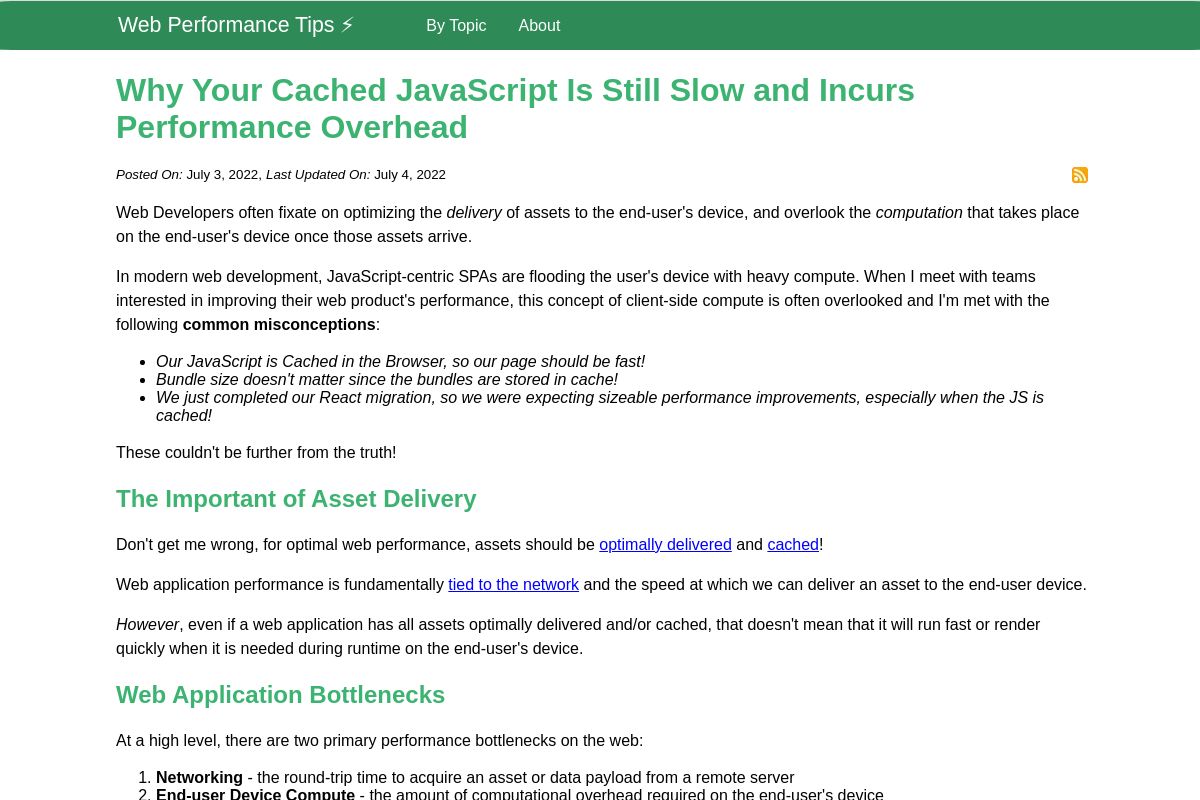 Web Performance Tips ⚡ By Topic About
Why Your Cached JavaScript Is Still Slow and Incurs
Performance Overhead
Posted On: July 3, 2022, Last Updated On: July 4, 2022
Web Developers often fixate on optimizing the delivery of assets to the end-user's device, and overlook the computation that takes place
on the end-user's device once those assets arrive.
In modern web development, JavaScript-centric SPAs are flooding the user's device with heavy compute. When I meet with teams
interested in improving their web product's performance, this concept of client-side compute is often overlooked and I'm met with the
following common misconceptions:
• Our JavaScript is Cached in the Browser, so our page should be fast!
• Bundle size doesn't matter since the bundles are stored in cache!
• We just completed our React migration, so we were expecting sizeable performance improvements, especially when the JS is
cached!
These couldn't be further from the truth!
The Important of Asset Delivery
Don't get me wrong, for optimal web performance, assets should be optimally delivered and cached!
Web application performance is fundamentally tied to the network and the speed at which we can deliver an asset to the end-user device.
However, even if a web application has all assets optimally delivered and/or cached, that doesn't mean that it will run fast or render
quickly when it is needed during runtime on the end-user's device.
Web Application Bottlenecks
At a high level, there are two primary performance bottlenecks on the web:
1. Networking - the round-trip time to acquire an asset or data payload from a remote server
2. End-user Device Compute - the amount of computational overhead required on the end-user's device